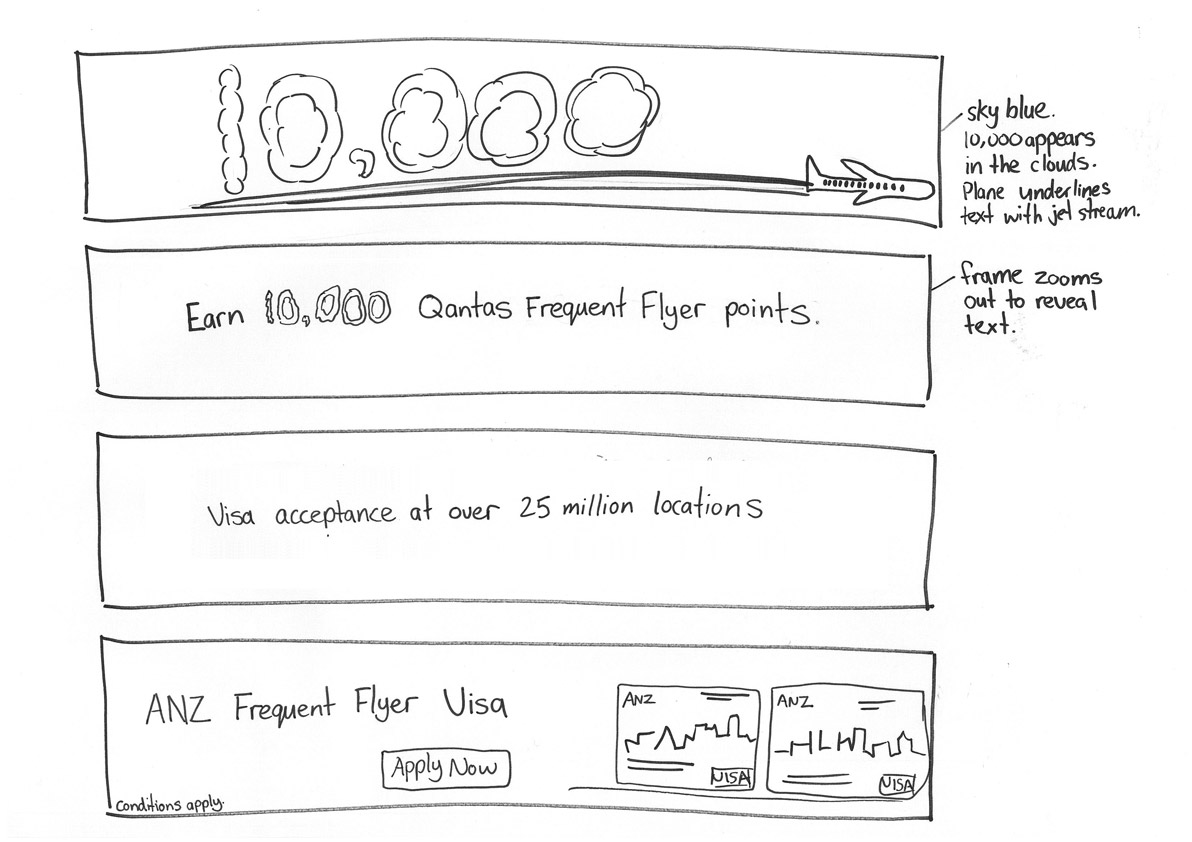 10,000
sky blue.
10,000 appears
in the clouds.
Plane underlines
text with jet stream.
Earn 10,000 Qantas Frequent Flyer points.
frame zooms
out to reveal
text.
Visa acceptance at over 25 million locations
ANZ Frequent Flyer Visa
Apply Now
conditions apply.
ANZ
VISA
ANZ
VISA